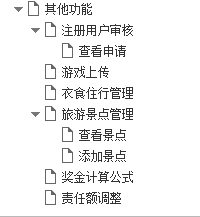 其他功能
注册用户审核
查看申请
游戏上传
衣食住行管理
旅游景点管理
查看景点
添加景点
奖金计算公式
责任额调整